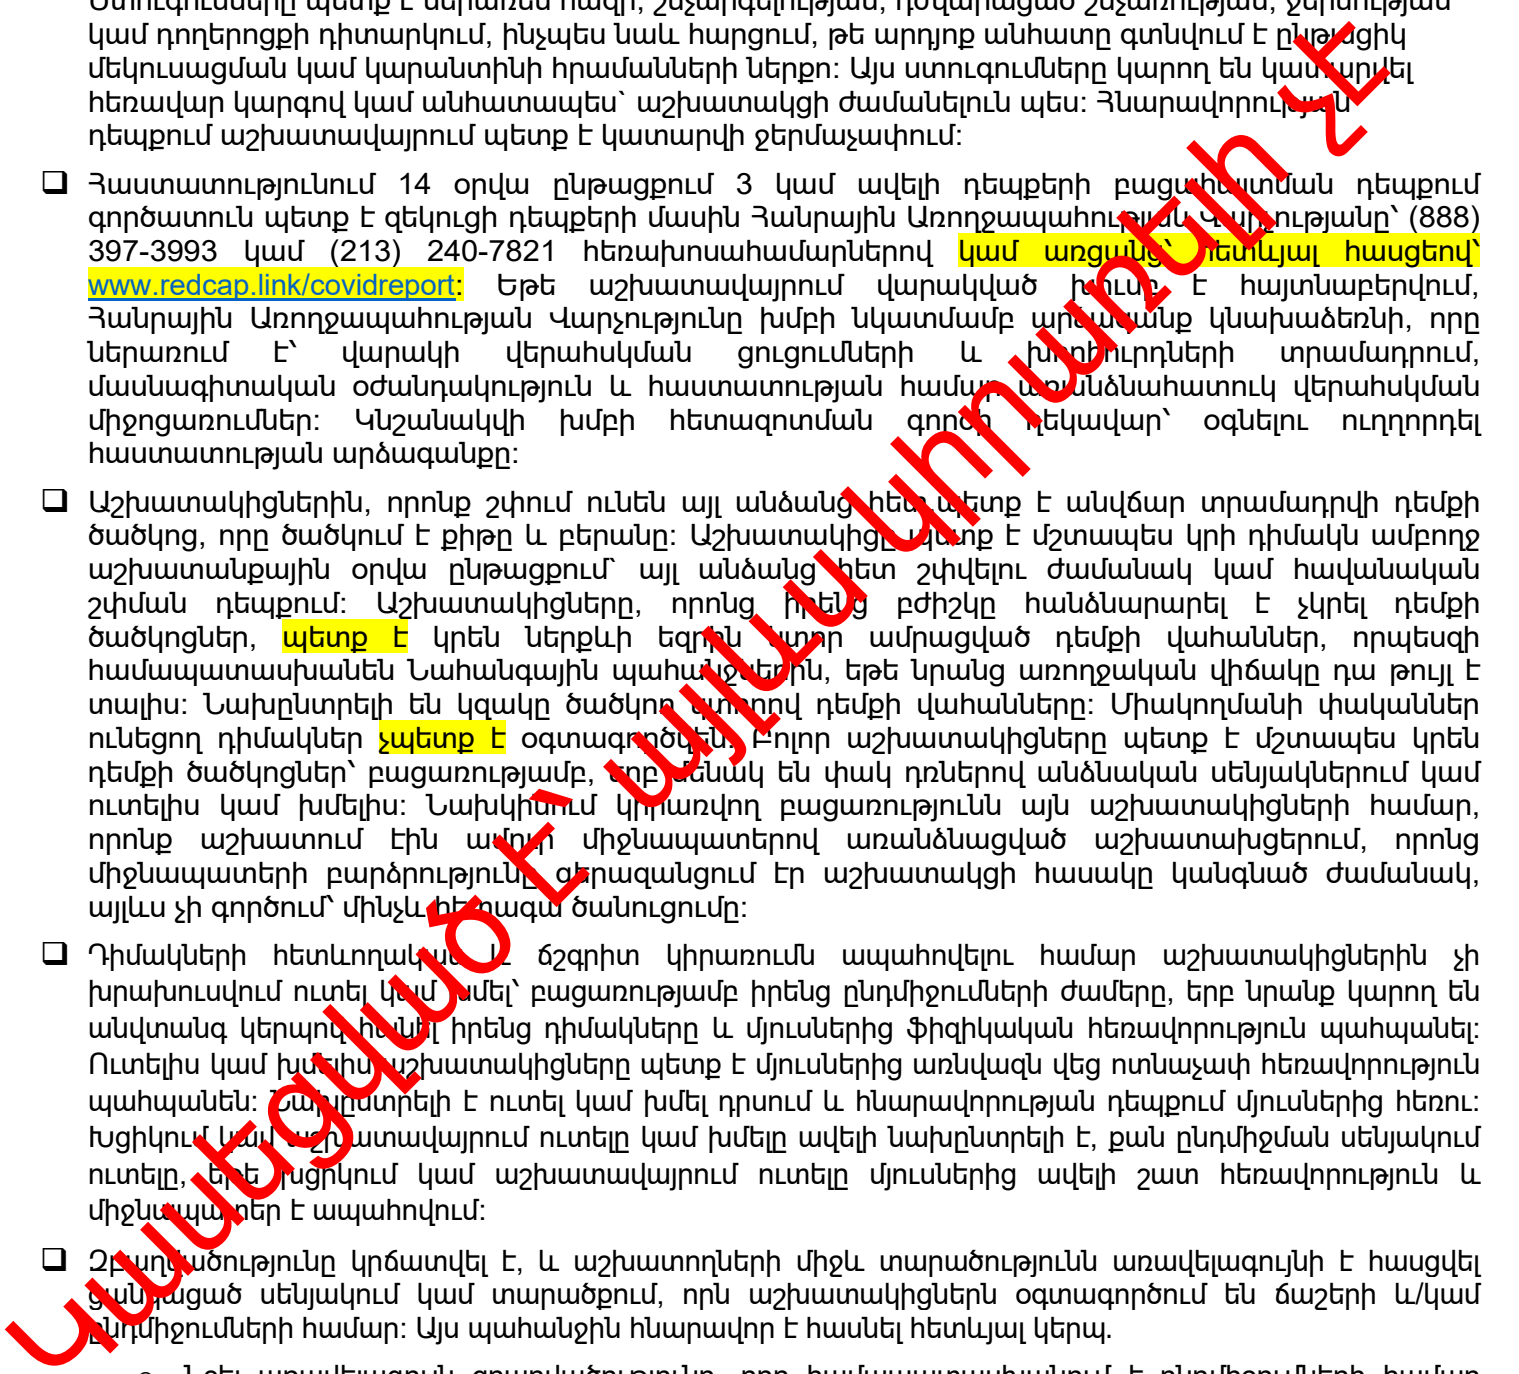 Ստուգումները պետք է ներառեն հազի, շնչարգելության, դժվարացած շնչառության, ջերմության
կամ դողերոցքի դիտարկում, ինչպես նաև հարցում, թե արդյոք անհատը գտնվում է ընթացիկ
մեկուսացման կամ կարանտինի հրամանների ներքո: Այս ստուգումները կարող են կատարվել
հեռավար կարգով կամ անհատապես՝ աշխատակցի ժամանելուն պես: Հնարավորության
դեպքում աշխատավայրում պետք է կատարվի ջերմաչափում:
❑ Հաստատությունում 14 օրվա ընթացքում 3 կամ ավելի դեպքերի բացահայտման դեպքում
գործատուն պետք է զեկուցի դեպքերի մասին Հանրային Առողջապահության Վարչությանը՝ (888)
397-3993 կամ (213) 240-7821 հեռախոսահամարներով կամ առցանց՝ հետևյալ հասցեով՝
www.redcap.link/covidreport: Եթե աշխատավայրում վարակված խումբ է հայտնաբերվում,
Հանրային Առողջապահության Վարչությունը խմբի նկատմամբ արձագանք կնախաձեռնի, որը
ներառում է՝ վարակի վերահսկման ցուցումների և խորհուրդների տրամադրում,
մասնագիտական օժանդակություն և հաստատության համար առանձնահատուկ վերահսկման
միջոցառումներ: Կնշանակվի խմբի հետազոտման գործի ղեկավար՝ օգնելու ուղղորդել
հաստատության արձագանքը:
❑ Աշխատակիցներին, որոնք շփում ունեն այլ անձանց հետ պետք է անվճար տրամադրվի դեմքի
ծածկոց, որը ծածկում է քիթը և բերանը: Աշխատակիցը պետք է մշտապես կրի դիմակն ամբողջ
աշխատանքային օրվա ընթացքում՝ այլ անձանց հետ շփվելու ժամանակ կամ հավանական
շփման դեպքում: Աշխատակիցները, որոնց իրենց բժիշկը հանձնարարել է չկրել դեմքի
ծածկոցներ, պետք է կրեն ներքևի եզրին կտոր ամրացված դեմքի վահաններ, որպեսզի
համապատասխանեն Նահանգային պահանջներին, եթե նրանց առողջական վիճակը դա թույլ է
տալիս: Նախընտրելի են կզակը ծածկող կտորով դեմքի վահանները: Միակողմանի փականներ
ունեցող դիմակներ չպետք է օգտագործվեն: Բոլոր աշխատակիցները պետք է մշտապես կրեն
դեմքի ծածկոցներ՝ բացառությամբ, երբ մենակ են փակ դռներով անձնական սենյակներում կամ
ուտելիս կամ խմելիս: Նախկինում կիրառվող բացառությունն այն աշխատակիցների համար,
որոնք աշխատում էին ամուր միջնապատերով առանձնացված աշխատախցերում, որոնց
միջնապատերի բարձրությունը գերազանցում էր աշխատակցի հասակը կանգնած ժամանակ,
այլևս չի գործում՝ մինչև հետագա ծանուցումը:
❑ Դիմակների հետևողական և ճշգրիտ կիրառումն ապահովելու համար աշխատակիցներին չի
խրախուսվում ուտել կամ խմել՝ բացառությամբ իրենց ընդմիջումների ժամերը, երբ նրանք կարող են
անվտանգ կերպով հանել իրենց դիմակները և մյուսներից ֆիզիկական հեռավորություն պահպանել:
Ուտելիս կամ խմելիս աշխատակիցները պետք է մյուսներից առնվազն վեց ոտնաչափ հեռավորություն
պահպանեն: Նախընտրելի է ուտել կամ խմել դրսում և հնարավորության դեպքում մյուսներից հեռու:
Խցիկում կամ աշխատավայրում ուտելը կամ խմելը ավելի նախընտրելի է, քան ընդմիջման սենյակում
ուտելը, եթե խցիկում կամ աշխատավայրում ուտելը մյուսներից ավելի շատ հեռավորություն և
միջնապատեր է ապահովում:
❑ Զբաղվածությունը կրճատվել է, և աշխատողների միջև տարածությունն առավելագույնի է հասցվել
ցանկացած սենյակում կամ տարածքում, որն աշխատակիցներն օգտագործում են ճաշերի և/կամ
ընդմիջումների համար: Այս պահանջին հնարավոր է հասնել հետևյալ կերպ.
Կասեցված է՝ այլևս կիրառելի չէ